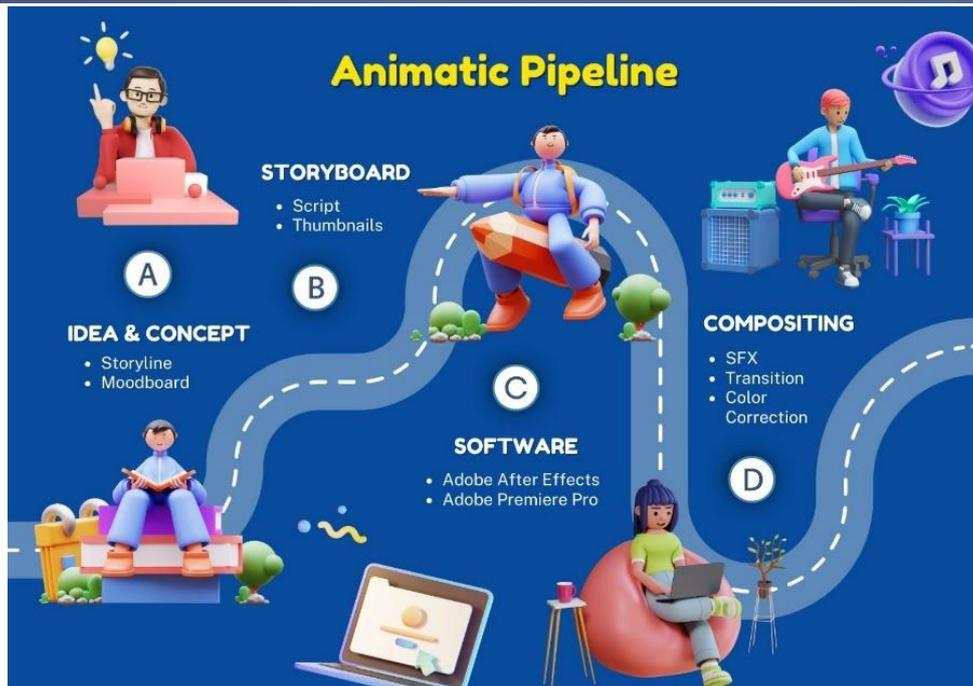 Animatic Pipeline
A
IDEA & CONCEPT
• Storyline
• Moodboard
STORYBOARD
• Script
• Thumbnails
B
C
SOFTWARE
• Adobe After Effects
• Adobe Premiere Pro
COMPOSITING
• SFX
• Transition
• Color
Correction
D